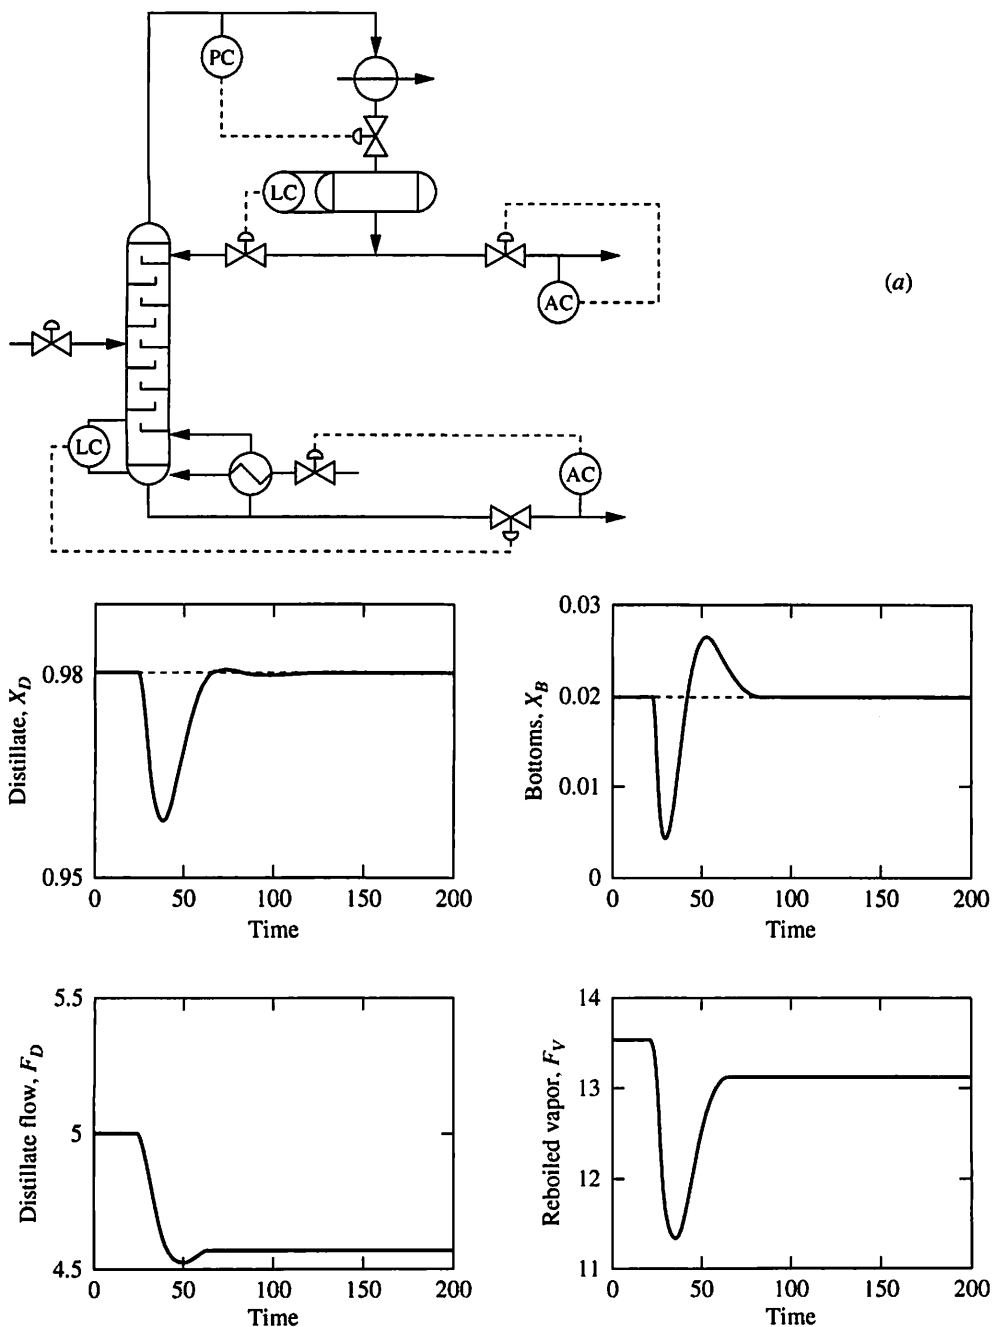 PC
LC
AC
(a)
LC
AC
0.98
0.95
0
50
100
150
200
Time
Distillate, X_D
0.03
0.02
0.01
0
0
50
100
150
200
Time
Bottoms, X_B
5.5
5
4.5
0
50
100
150
200
Time
Distillate flow, F_D
14
13
12
11
0
50
100
150
200
Time
Reboiled vapor, F_V